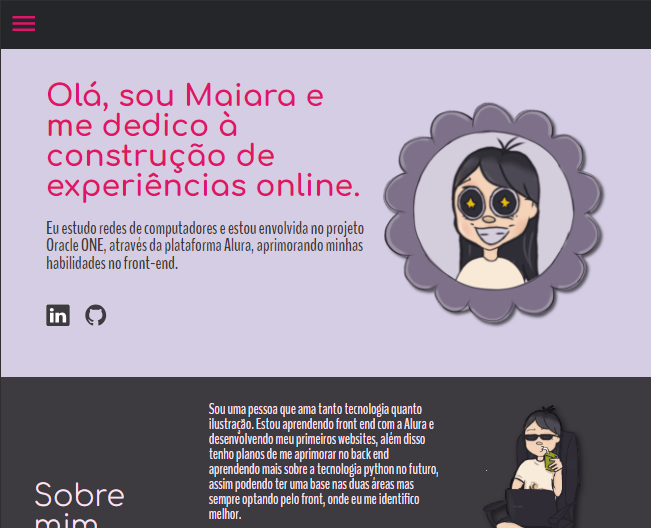 Olá, sou Maiara e
me dedico à
construção de
experiências online.
Eu estudo redes de computadores e estou envolvida no projeto
Oracle ONE, através da plataforma Alura, aprimorando minhas
habilidades no front-end.
in
Sou uma pessoa que ama tanto tecnologia quanto
ilustração. Estou aprendendo front end com a Alura e
desenvolvendo meu primeiros websites, além disso
tenho planos de me aprimorar no back end
aprendendo mais sobre a tecnologia python no futuro,
assim podendo ter uma base nas duas áreas mas
sempre optando pelo front, onde eu me identifico
melhor.
Sobre
mim